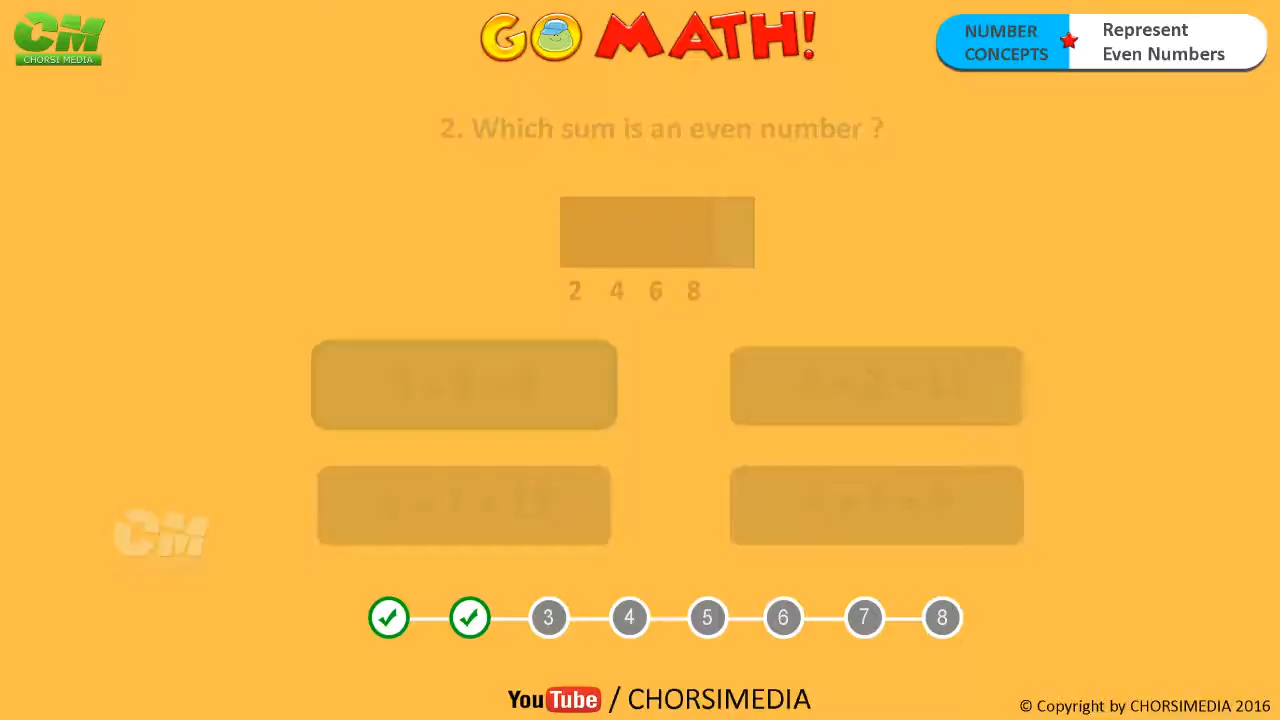 CM
CHORSI MEDIA
GO MATH!
NUMBER
CONCEPTS
Represent
Even Numbers
2. Which sum is an even number ?
2 4 6 8
CM
3 4 5 6 7 8
YouTube / CHORSIMEDIA
© Copyright by CHORSIMEDIA 2016